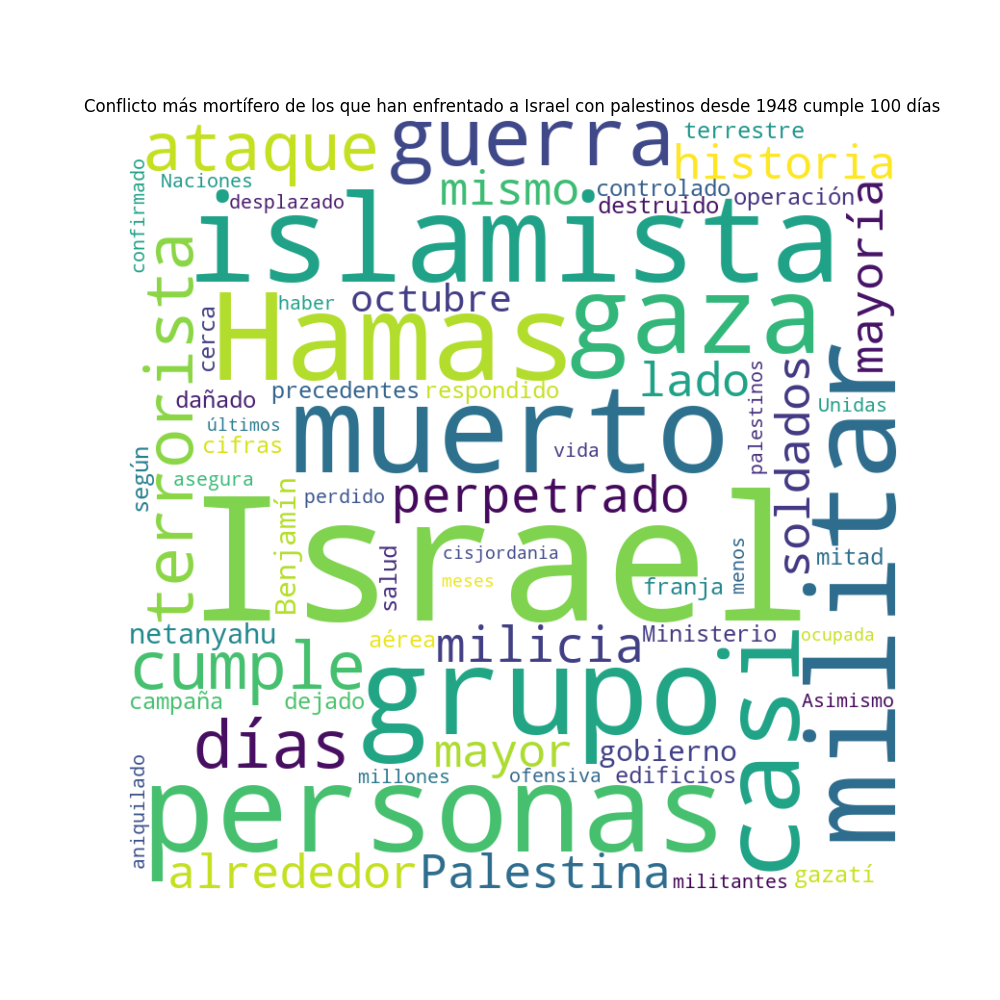 Conflicto más mortífero de los que han enfrentado a Israel con palestinos desde 1948 cumple 100 días
ataque
guerra
terrestre
historia
confirmado
Naciones
mismo
controlado
desplazado
destruido
operación
mayoría
islamista
terrorista
haber
octubre
Hamas
gaza
cerca
lado
precedentes
respondido
dañado
palestinos
soldados
Unidas
militar
últimos
cifras
muerto
vida
según
asegura
Benjamín
perdido
perpetrado
Israel
salud
cisjordania
meses
franja
menos
mitad
netanyahu
aérea
milicia
Ministerio
ocupada
cumple
grupo
casi
campaña
dejado
Asimismo
días
mayor
gobierno
aniquilado
millones
ofensiva
edificios
personas
alrededor
Palestina
militantes
gazatí